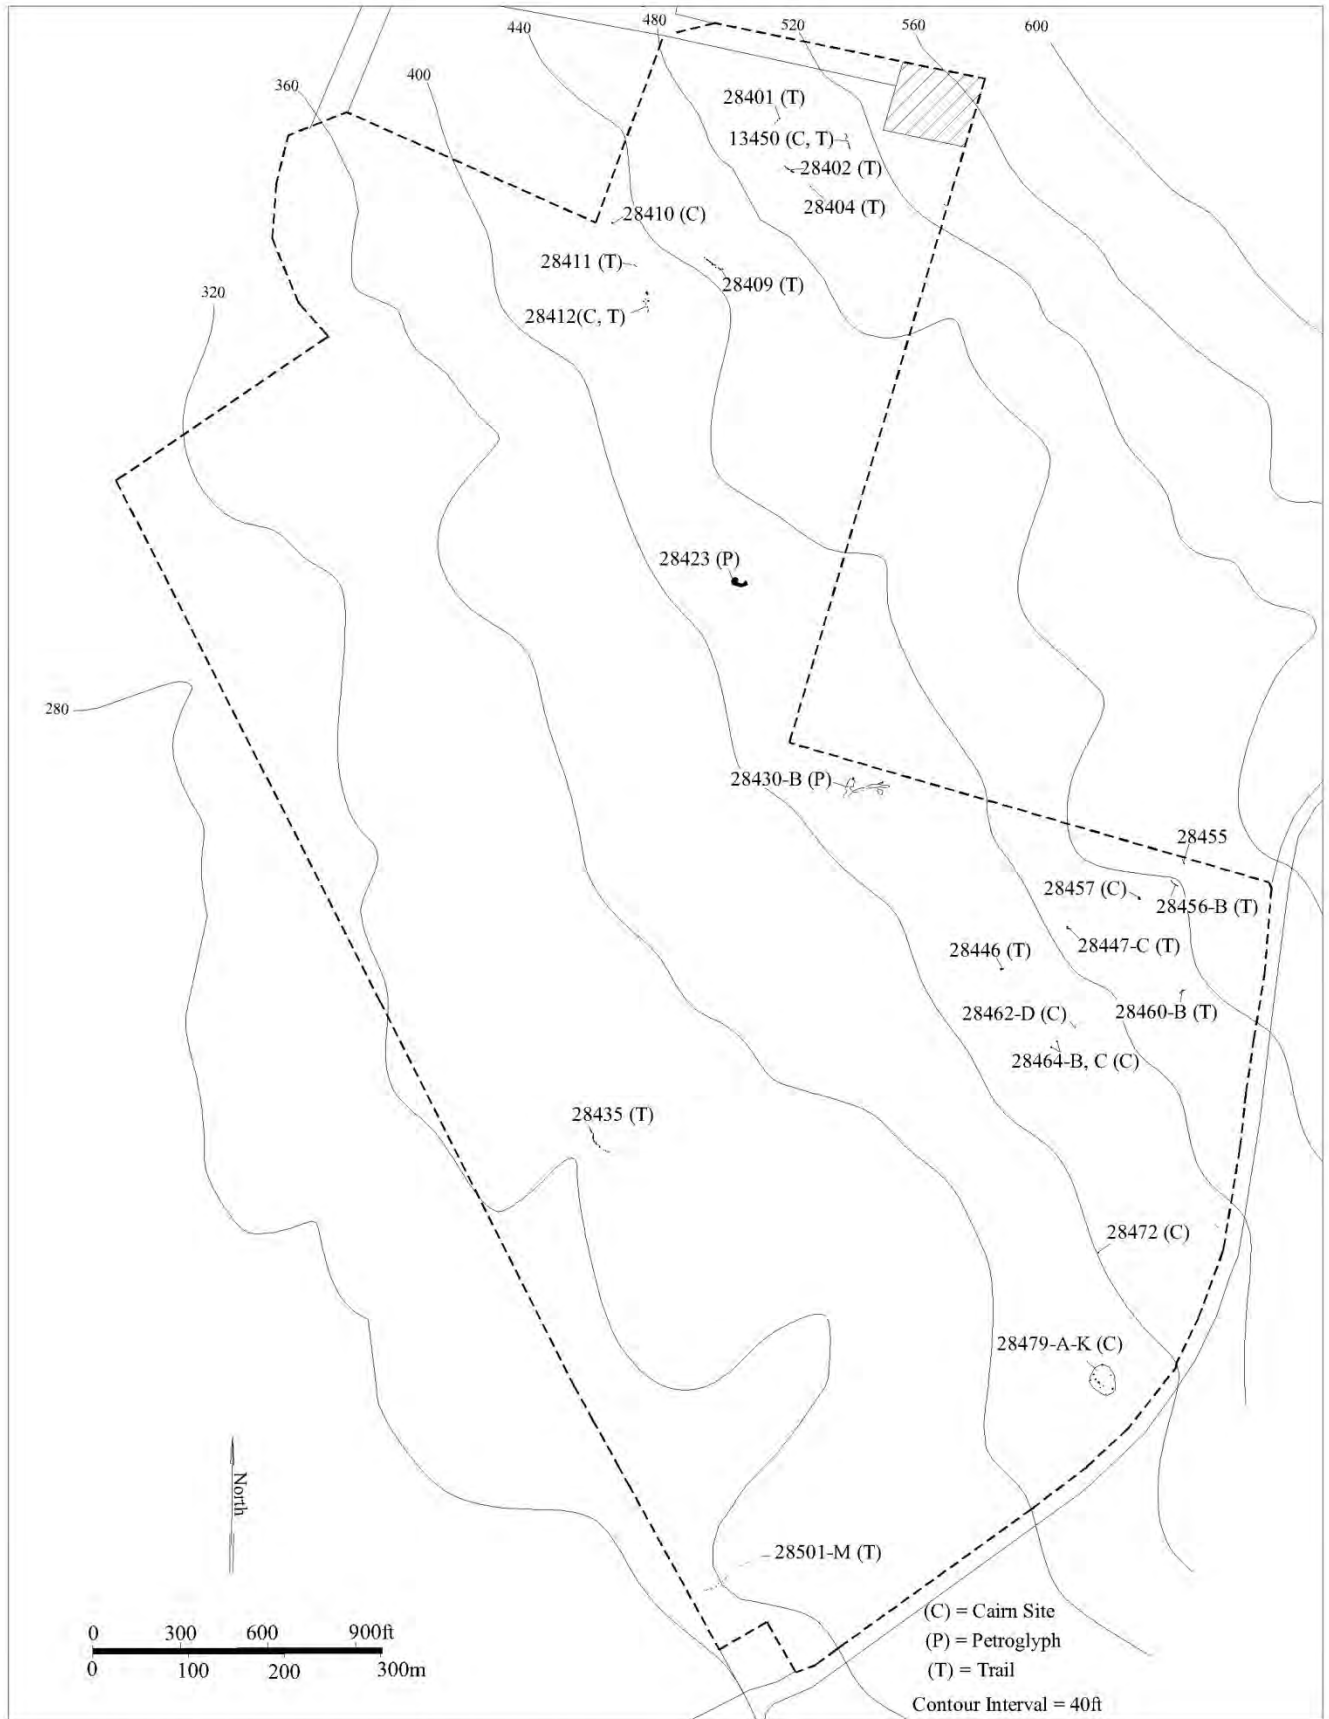 440
480
520
560
600
400
360
28401 (T)
13450 (C, T)
28402 (T)
28404 (T)
28410 (C)
28411 (T)
28409 (T)
320
28412(C, T)
28423 (P)
280
28430-B (P)
28455
28457 (C)
28456-B (T)
28447-C (T)
28446 (T)
28462-D (C)
28460-B (T)
28464-B, C (C)
28435 (T)
28472 (C)
28479-A-K (C)
North
28501-M (T)
0 300 600 900ft
0 100 200 300m
(C) = Cairn Site
(P) = Petroglyph
(T) = Trail
Contour Interval = 40ft